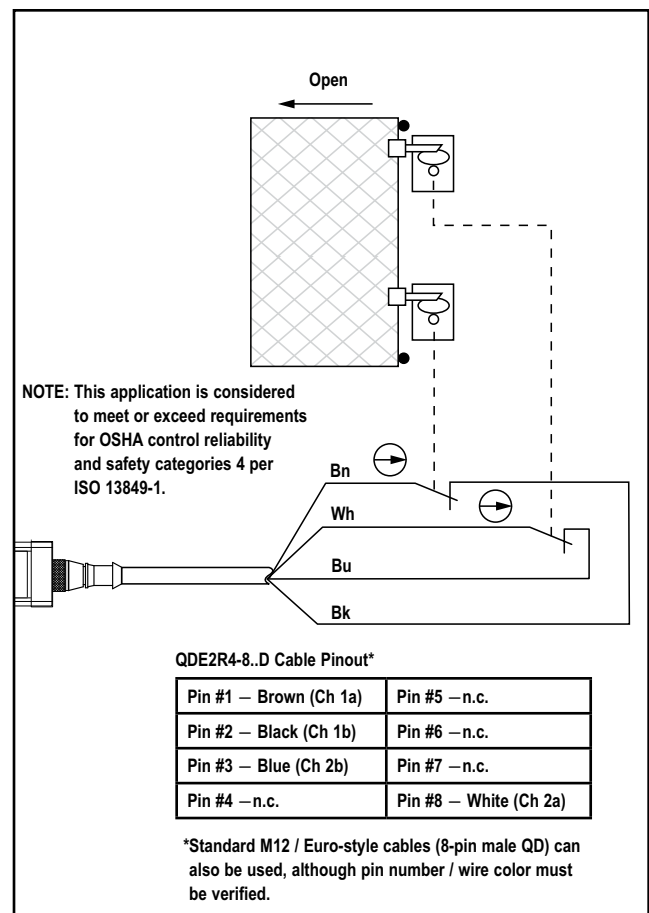 Open
NOTE: This application is considered
to meet or exceed requirements
for OSHA control reliability
and safety categories 4 per
ISO 13849-1.
Bn
Wh
Bu
Bk
QDE2R4-8..D Cable Pinout*
Pin #1 — Brown (Ch 1a) Pin #5 —n.c.
Pin #2 — Black (Ch 1b) Pin #6 —n.c.
Pin #3 — Blue (Ch 2b) Pin #7 —n.c.
Pin #4 —n.c. Pin #8 — White (Ch 2a)
*Standard M12 / Euro-style cables (8-pin male QD) can
also be used, although pin number / wire color must
be verified.